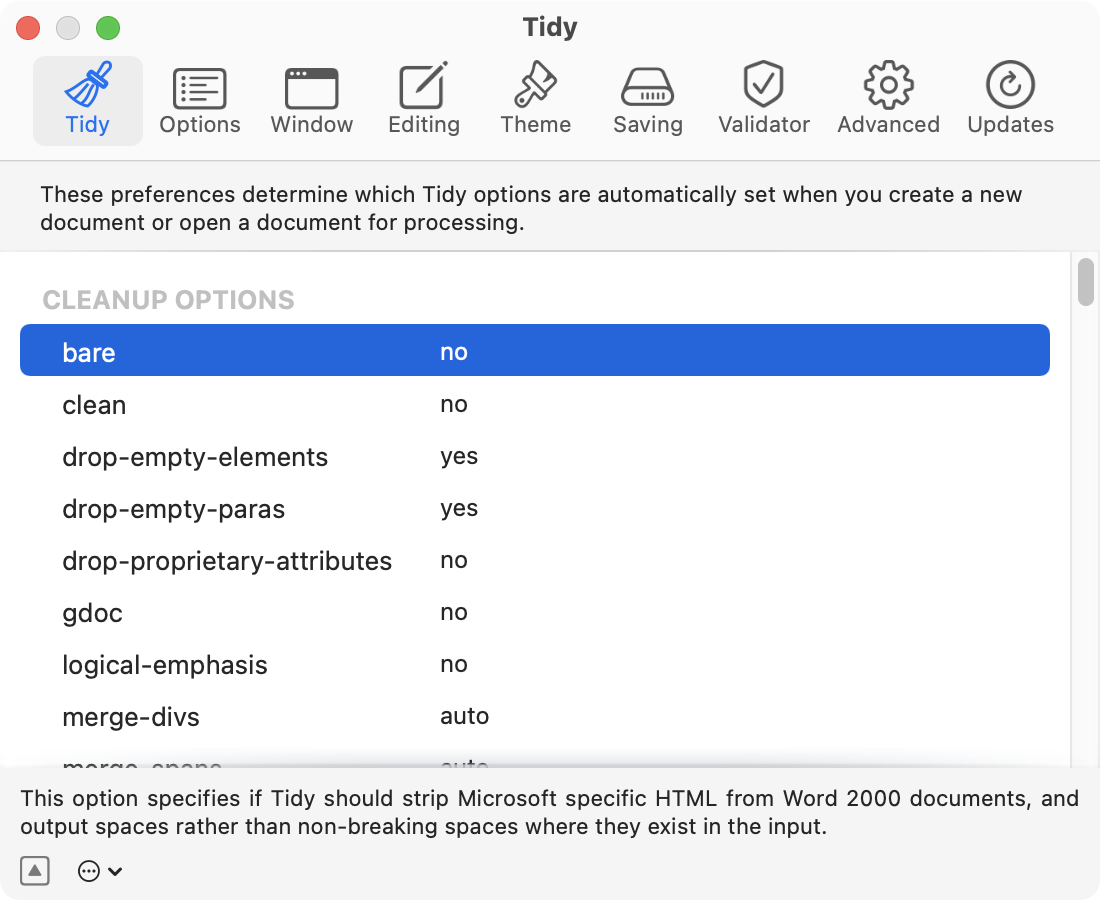 Tidy
Tidy Options Window Editing Theme Saving Validator Advanced Updates
These preferences determine which Tidy options are automatically set when you create a new
document or open a document for processing.
CLEANUP OPTIONS
bare no
clean no
drop-empty-elements yes
drop-empty-paras yes
drop-proprietary-attributes no
gdoc no
logical-emphasis no
merge-divs auto
merge-spans auto
This option specifies if Tidy should strip Microsoft specific HTML from Word 2000 documents, and
output spaces rather than non-breaking spaces where they exist in the input.